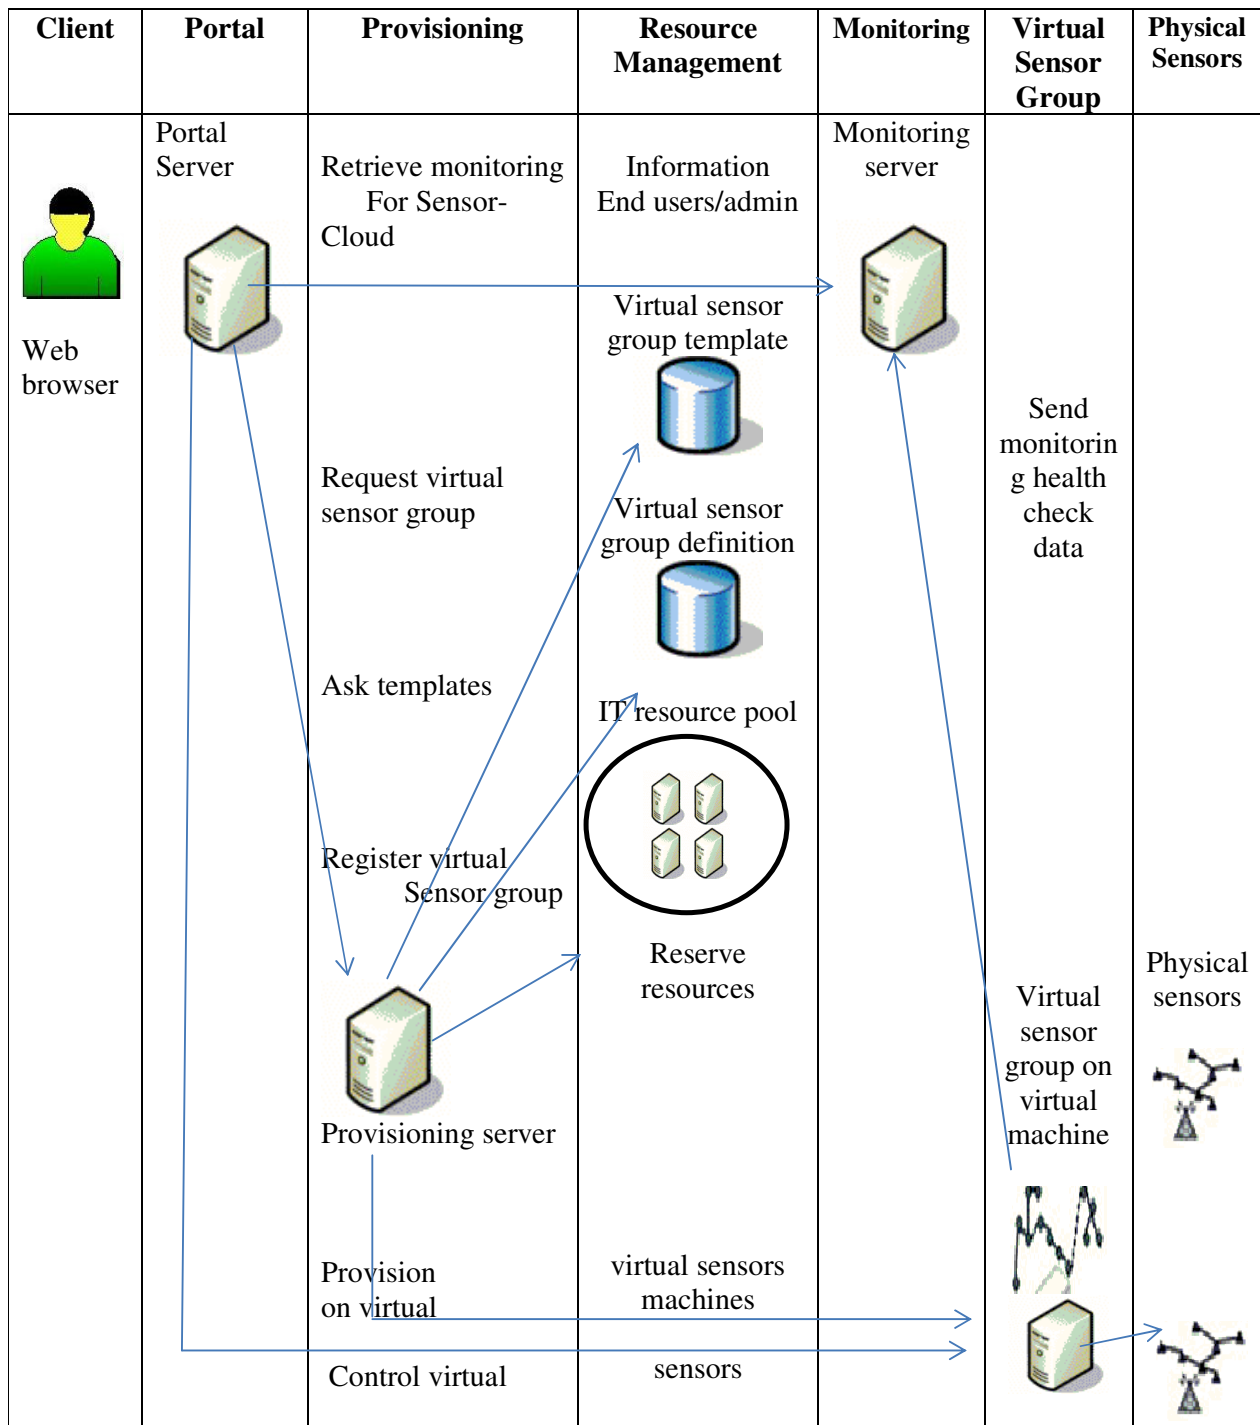 Client
Portal
Provisioning
Resource
Management
Monitoring
Virtual
Sensor
Group
Physical
Sensors
Web
browser
Portal
Server
Retrieve monitoring
For Sensor-
Cloud
Request virtual
sensor group
Ask templates
Register virtual
Sensor group
Provisioning server
Provision
on virtual
Control virtual
Information
End users/admin
Virtual sensor
group template
Virtual sensor
group definition
IT resource pool
Reserve
resources
virtual sensors
machines
sensors
Monitoring
server
Send
monitorin
g health
check
data
Virtual
sensor
group on
virtual
machine
Physical
sensors